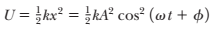 U = ½kx² = ½kA² cos² (ωt + ϕ)